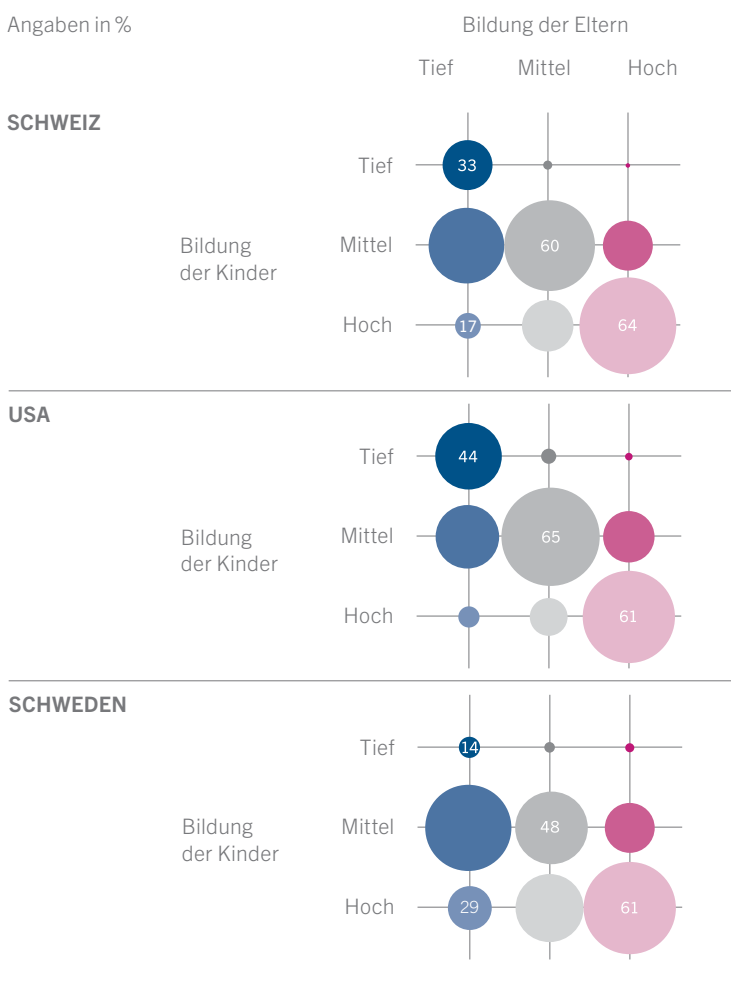 Angaben in %
Bildung der Eltern
Tief Mittel Hoch
SCHWEIZ
Tief 33
Bildung
der Kinder
Mittel 60
Hoch 17 64
USA
Tief 44
Bildung
der Kinder
Mittel 65
Hoch 61
SCHWEDEN
Tief 14
Bildung
der Kinder
Mittel 48
Hoch 29 61